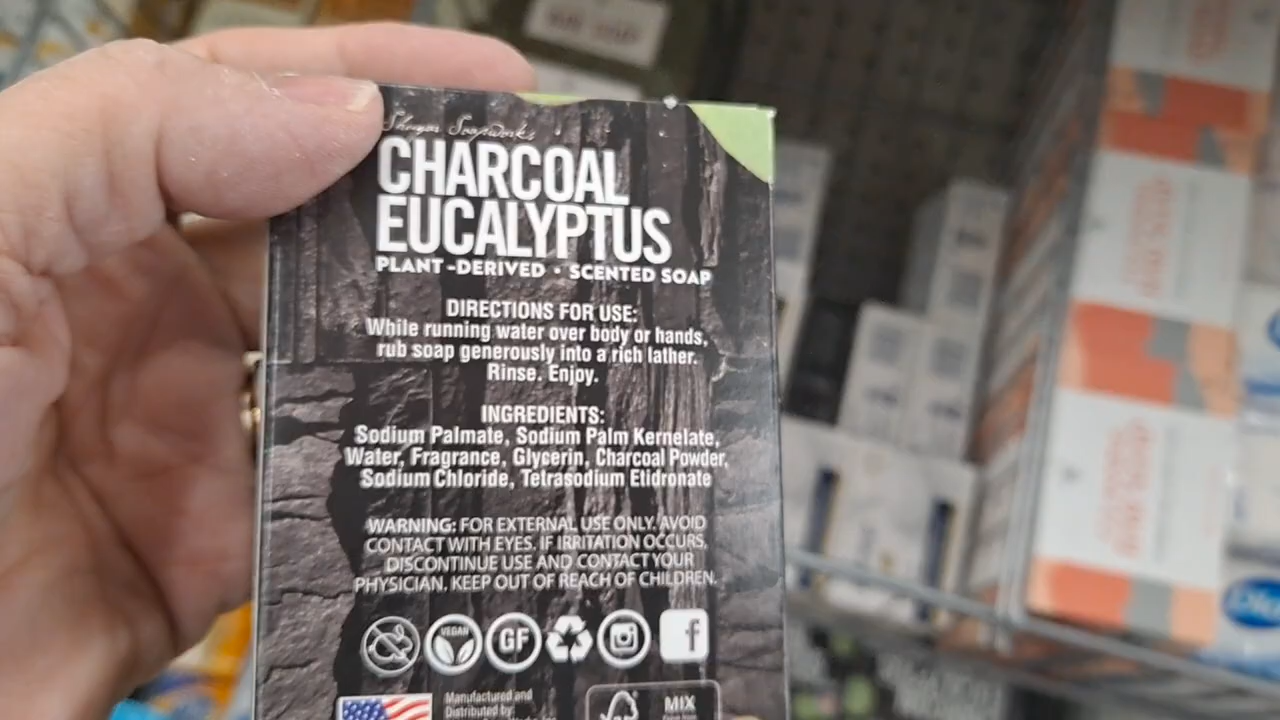 Shugar Soapworks
CHARCOAL
EUCALYPTUS
PLANT-DERIVED • SCENTED SOAP
DIRECTIONS FOR USE:
While running water over body or hands,
rub soap generously into a rich lather.
Rinse. Enjoy.
INGREDIENTS:
Sodium Palmate, Sodium Palm Kernelate,
Water, Fragrance, Glycerin, Charcoal Powder,
Sodium Chloride, Tetrasodium Etidronate
WARNING: FOR EXTERNAL USE ONLY. AVOID
CONTACT WITH EYES. IF IRRITATION OCCURS,
DISCONTINUE USE AND CONTACT YOUR
PHYSICIAN. KEEP OUT OF REACH OF CHILDREN.
VEGAN
GF
f
Manufactured and
Distributed by
MIX